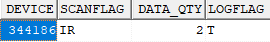 DEVICE SCANFLAG DATA_QTY LOGFLAG
344186 IR 2 T